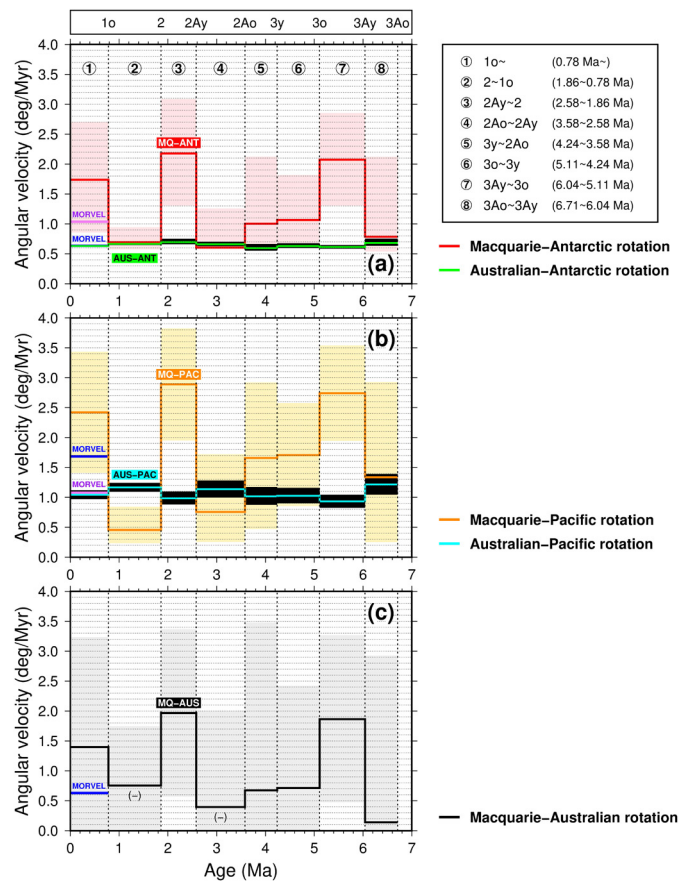 1o 2 2Ay 2Ao 3y 3o 3Ay 3Ao
4.0
3.5
3.0
2.5
2.0
1.5
1.0
0.5
0.0
Angular velocity (deg/Myr)
① ② ③ ④ ⑤ ⑥ ⑦ ⑧
MQ-ANT
MORVEL
MORVEL
AUS-ANT
(a)
0 1 2 3 4 5 6 7
① 1o~ (0.78 Ma~)
② 2~1o (1.86~0.78 Ma)
③ 2Ay~2 (2.58~1.86 Ma)
④ 2Ao~2Ay (3.58~2.58 Ma)
⑤ 3y~2Ao (4.24~3.58 Ma)
⑥ 3o~3y (5.11~4.24 Ma)
⑦ 3Ay~3o (6.04~5.11 Ma)
⑧ 3Ao~3Ay (6.71~6.04 Ma)
Macquarie-Antarctic rotation
Australian-Antarctic rotation
4.0
3.5
3.0
2.5
2.0
1.5
1.0
0.5
0.0
Angular velocity (deg/Myr)
(b)
MQ-PAC
MORVEL
AUS-PAC
MORVEL
0 1 2 3 4 5 6 7
Macquarie-Pacific rotation
Australian-Pacific rotation
4.0
3.5
3.0
2.5
2.0
1.5
1.0
0.5
0.0
Angular velocity (deg/Myr)
(c)
MQ-AUS
MORVEL
(-)
(-)
0 1 2 3 4 5 6 7
Age (Ma)
Macquarie-Australian rotation